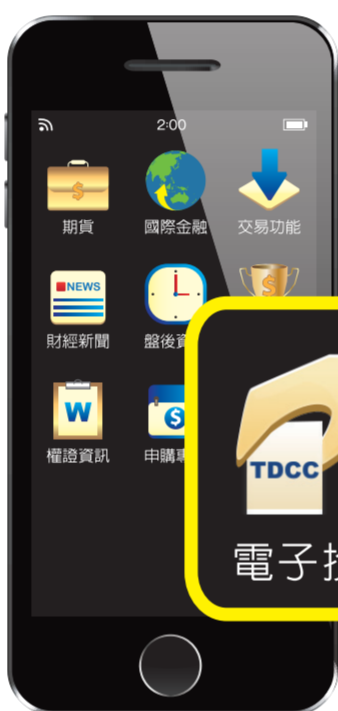 2:00
期貨
國際金融
交易功能
$
NEWS
$
財經新聞
盤後
W
$
權證資訊
申購
TDCC
電子